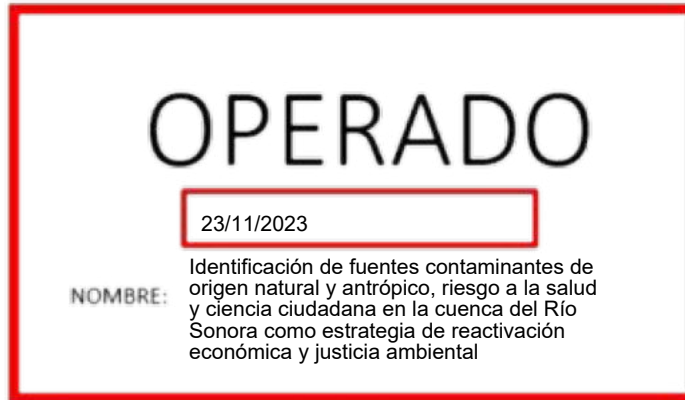 OPERADO
23/11/2023
NOMBRE:
Identificación de fuentes contaminantes de
origen natural y antrópico, riesgo a la salud
y ciencia ciudadana en la cuenca del Río
Sonora como estrategia de reactivación
económica y justicia ambiental